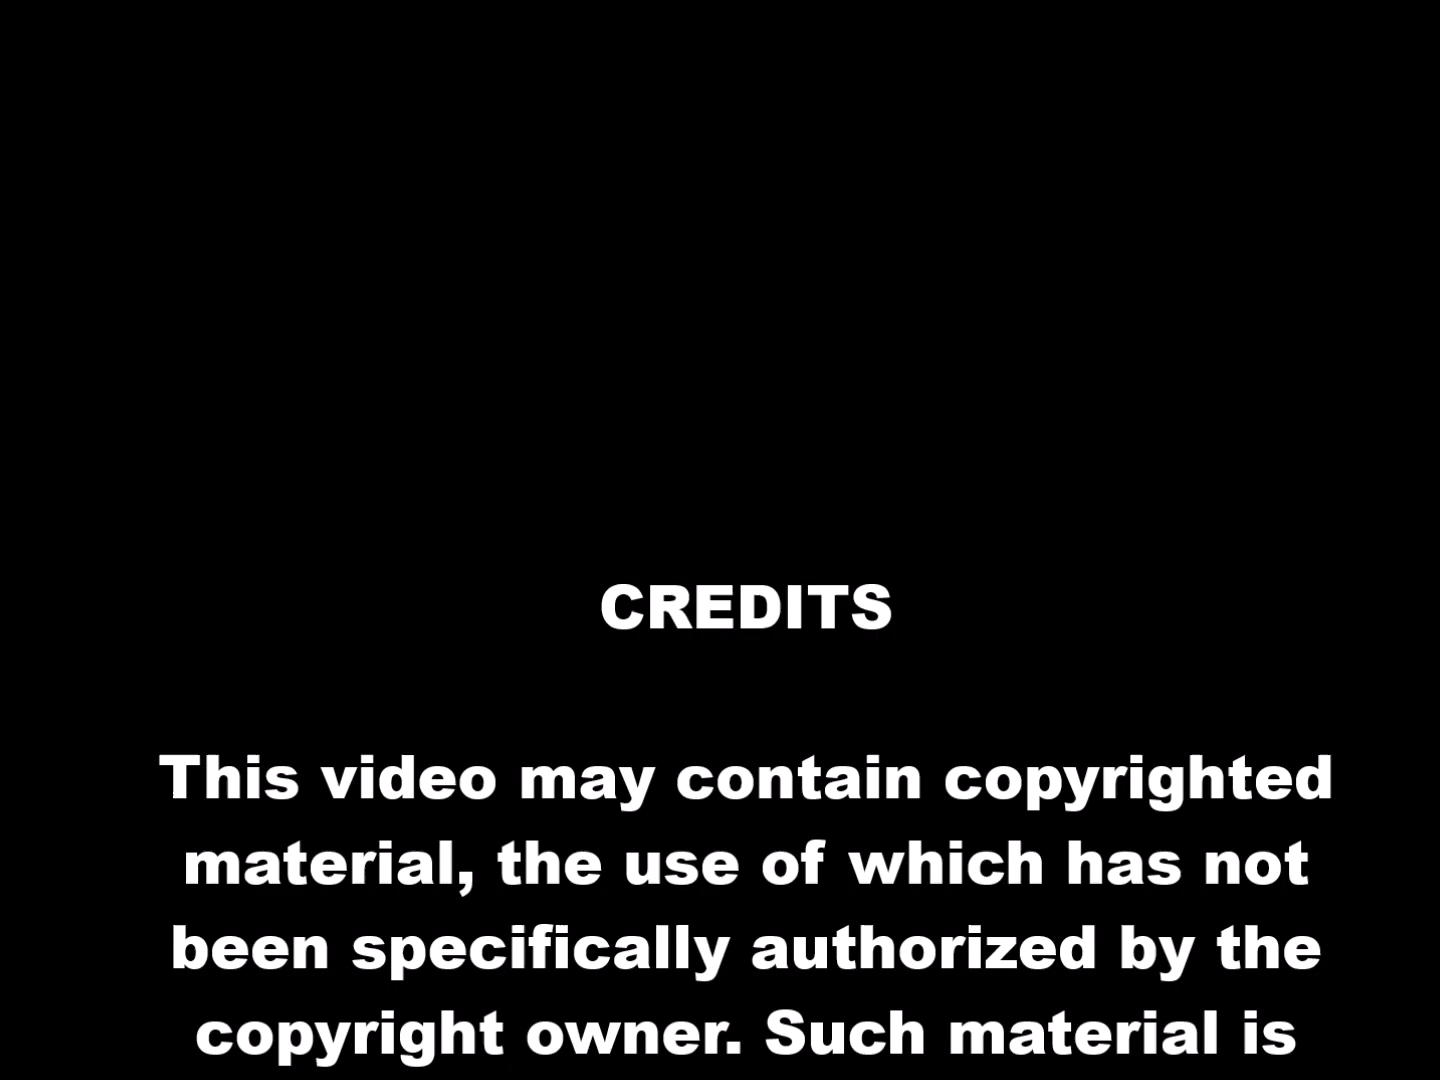 CREDITS
This video may contain copyrighted
material, the use of which has not
been specifically authorized by the
copyright owner. Such material is